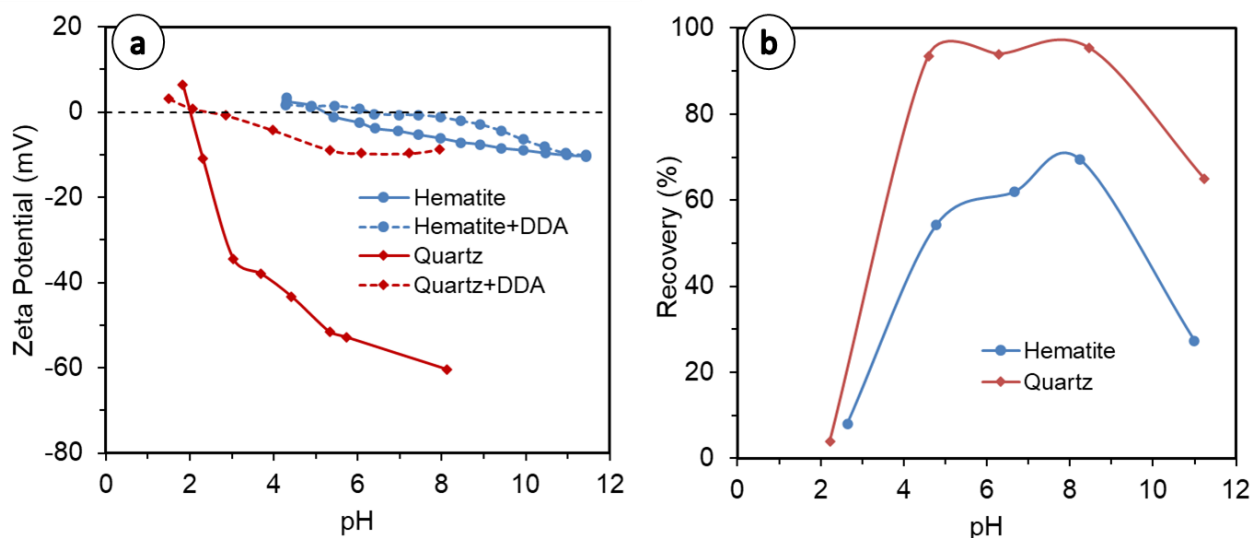 a
20
0
-20
-40
-60
-80
Zeta Potential (mV)
Hematite
Hematite+DDA
Quartz
Quartz+DDA
0 2 4 6 8 10 12
pH
b
100
80
60
40
20
0
Recovery (%)
Hematite
Quartz
0 2 4 6 8 10 12
pH